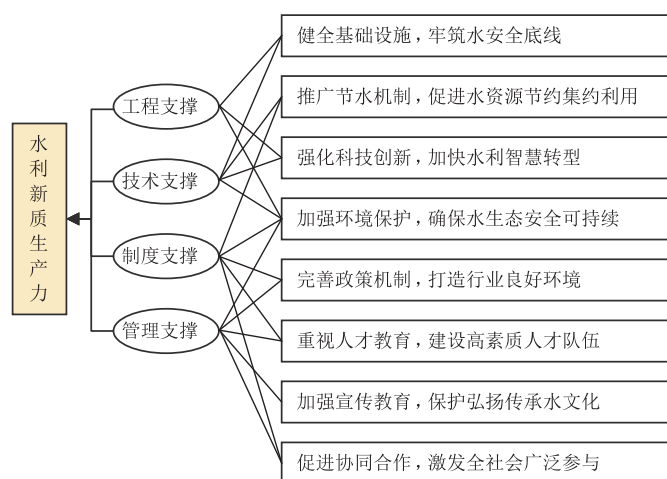 水利新质生产力
工程支撑
技术支撑
制度支撑
管理支撑
健全基础设施，牢筑水安全底线
推广节水机制，促进水资源节约集约利用
强化科技创新，加快水利智慧转型
加强环境保护，确保水生态安全可持续
完善政策机制，打造行业良好环境
重视人才教育，建设高素质人才队伍
加强宣传教育，保护弘扬传承水文化
促进协同合作，激发全社会广泛参与